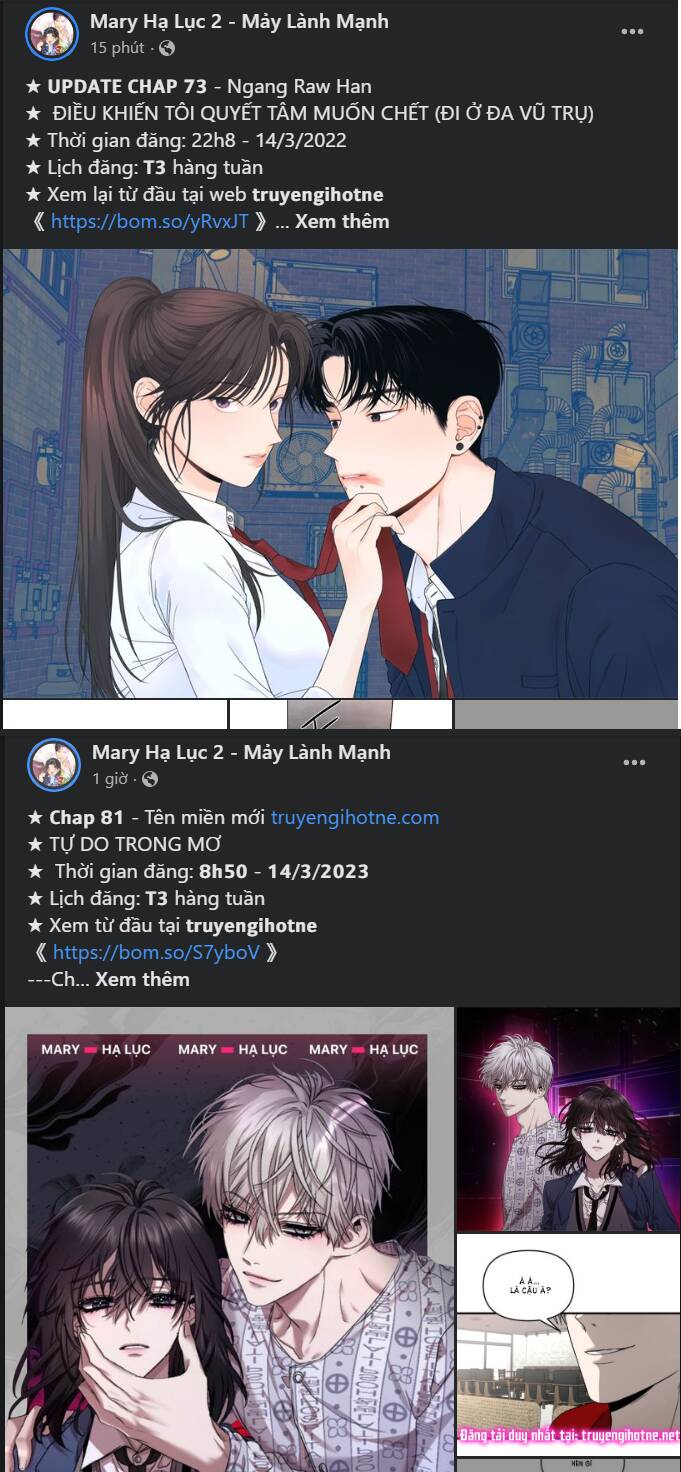 Mary Hạ Lục 2 - Mảy Lành Mạnh
15 phút ·
★ UPDATE CHAP 73 - Ngang Raw Han
★ ĐIỀU KHIẾN TÔI QUYẾT TÂM MUỐN CHẾT (ĐI Ở ĐA VŨ TRỤ)
★ Thời gian đăng: 22h8 - 14/3/2022
★ Lịch đăng: T3 hàng tuần
★ Xem lại từ đầu tại web truyengihotne
《 https://bom.so/yRvxJT 》... Xem thêm
Mary Hạ Lục 2 - Mảy Lành Mạnh
1 giờ ·
★ Chap 81 - Tên miền mới truyengihotne.com
★ TỰ DO TRONG MƠ
★ Thời gian đăng: 8h50 - 14/3/2023
★ Lịch đăng: T3 hàng tuần
★ Xem từ đầu tại truyengihotne
《 https://bom.so/S7yboV 》
---Ch... Xem thêm
MARY HẠ LỤC MARY HẠ LỤC MARY HẠ LỤC
À À...
LÀ CẬU À?
Đăng tải duy nhất tại: truyengihotne.net
HÈN GÌ